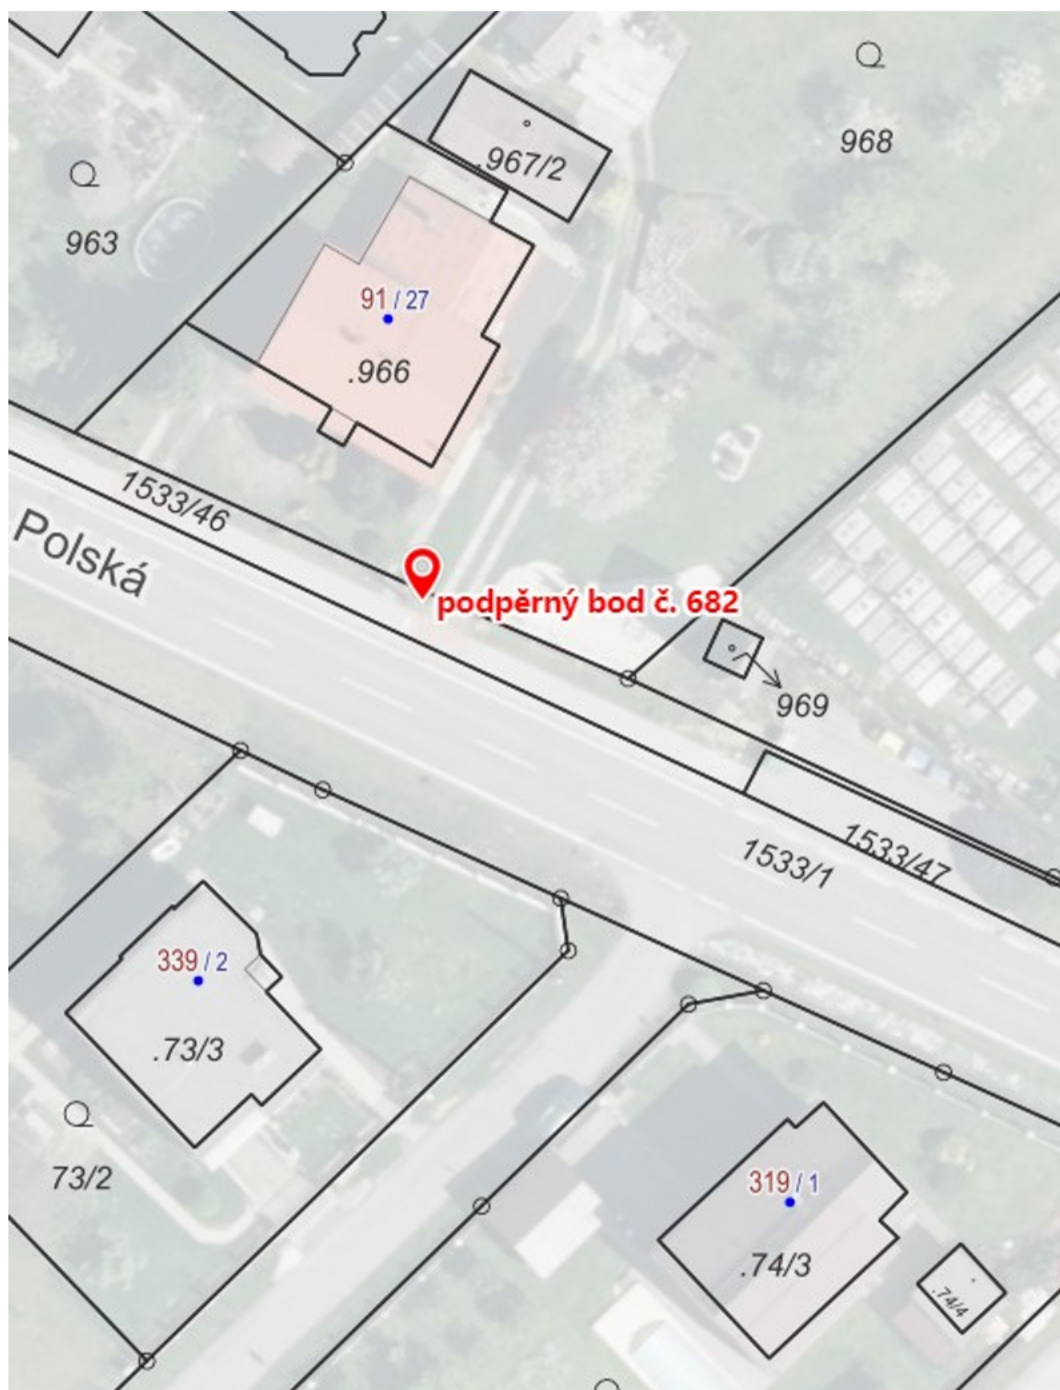 968
.967/2
963
91 / 27
.966
1533/46
Polská
podpěrný bod č. 682
969
1533/1
1533/47
339 / 2
.73/3
73/2
319 / 1
.74/3
.74/4